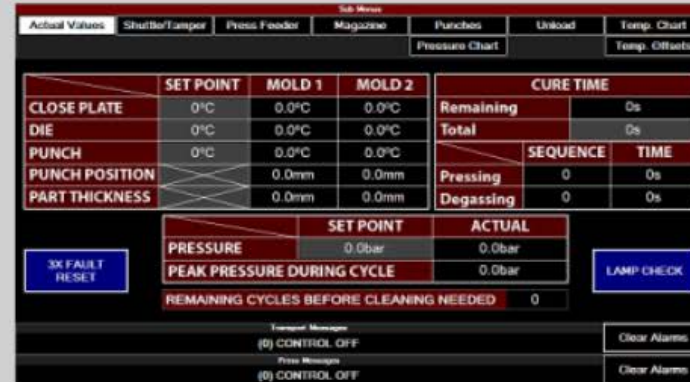 Sub Menus
Actual Values Shuttle/Tamper Press Feeder Magazine Punches Unload Temp. Chart
Pressure Chart Temp. Offsets
SET POINT MOLD 1 MOLD 2 CURE TIME
CLOSE PLATE 0°C 0.0°C 0.0°C Remaining 0s
DIE 0°C 0.0°C 0.0°C Total 0s
PUNCH 0°C 0.0°C 0.0°C SEQUENCE TIME
PUNCH POSITION 0.0mm 0.0mm Pressing 0 0s
PART THICKNESS 0.0mm 0.0mm Degassing 0 0s
SET POINT ACTUAL
PRESSURE 0.0bar 0.0bar
PEAK PRESSURE DURING CYCLE 0.0bar
3X FAULT
RESET
LAMP CHECK
REMAINING CYCLES BEFORE CLEANING NEEDED 0
Transport Messages
(0) CONTROL OFF Clear Alarms
Press Messages
(0) CONTROL OFF Clear Alarms